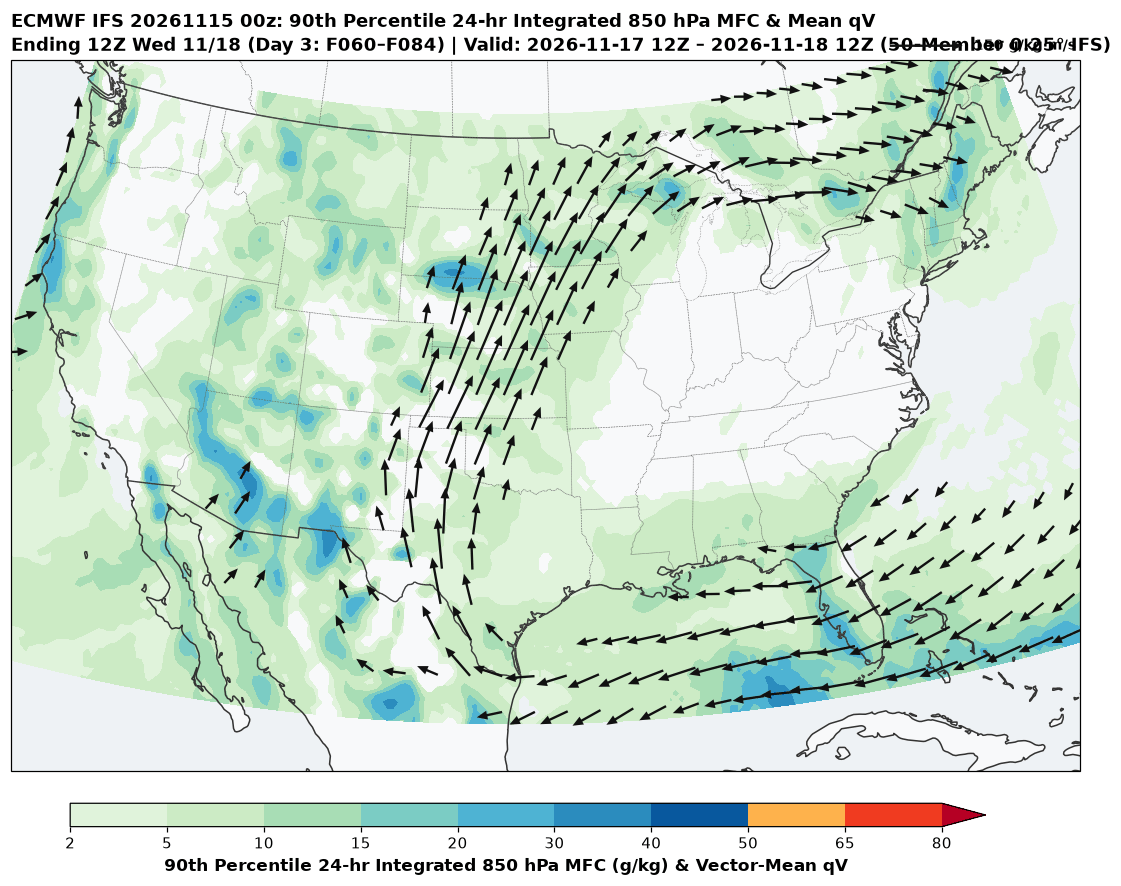 ECMWF IFS 20261115 00z: 90th Percentile 24-hr Integrated 850 hPa MFC & Mean qV
Ending 12Z Wed 11/18 (Day 3: F060–F084) | Valid: 2026-11-17 12Z – 2026-11-18 12Z (50-Member 0.25° IFS)
2 5 10 15 20 30 40 50 65 80
90th Percentile 24-hr Integrated 850 hPa MFC (g/kg) & Vector-Mean qV